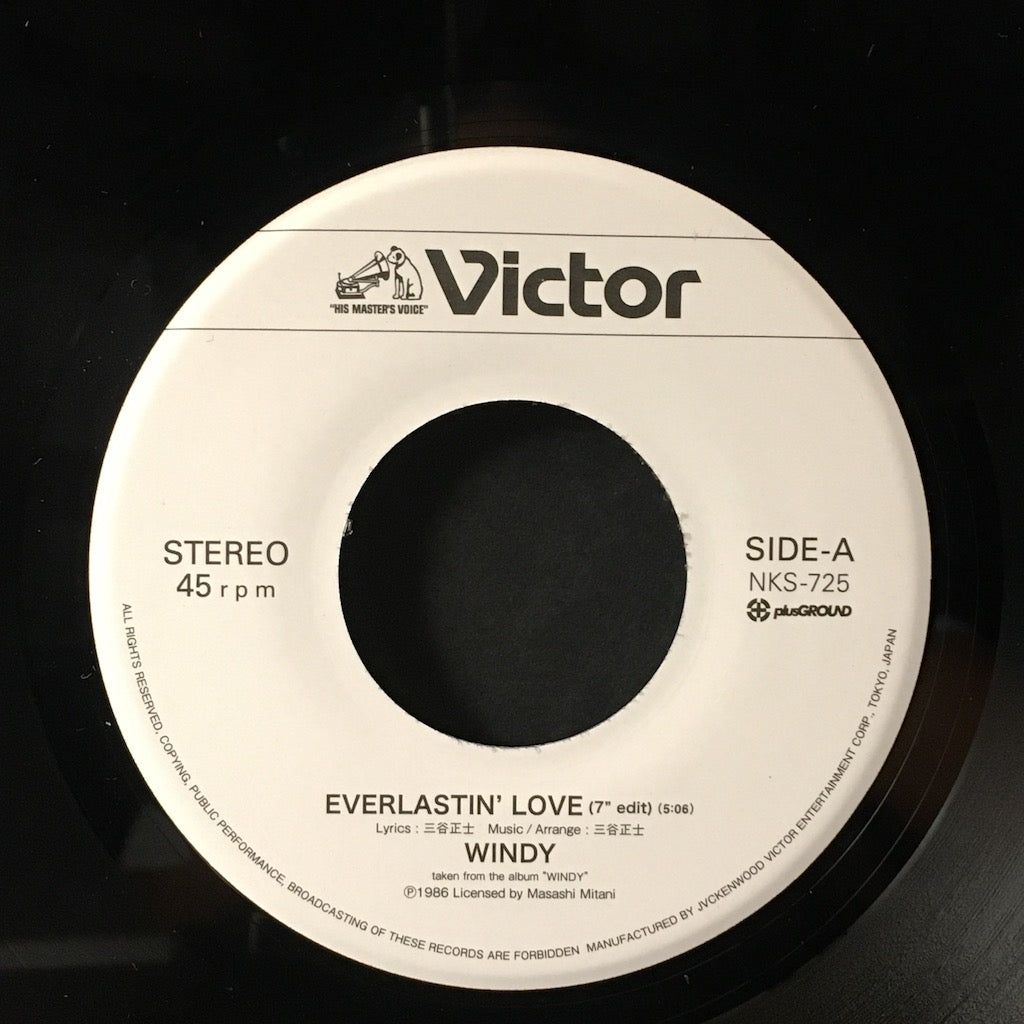 Victor
"HIS MASTER'S VOICE"
STEREO
45 rpm
SIDE-A
NKS-725
plusGROUND
EVERLASTIN' LOVE (7" edit) (5:06)
Lyrics : 三谷正士 Music / Arrange : 三谷正士
WINDY
taken from the album "WINDY"
Ⓟ1986 Licensed by Masashi Mitani
ALL RIGHTS RESERVED. COPYING, PUBLIC PERFORMANCE, BROADCASTING OF THESE RECORDS ARE FORBIDDEN MANUFACTURED BY JVCKENWOOD VICTOR ENTERTAINMENT CORP., TOKYO, JAPAN